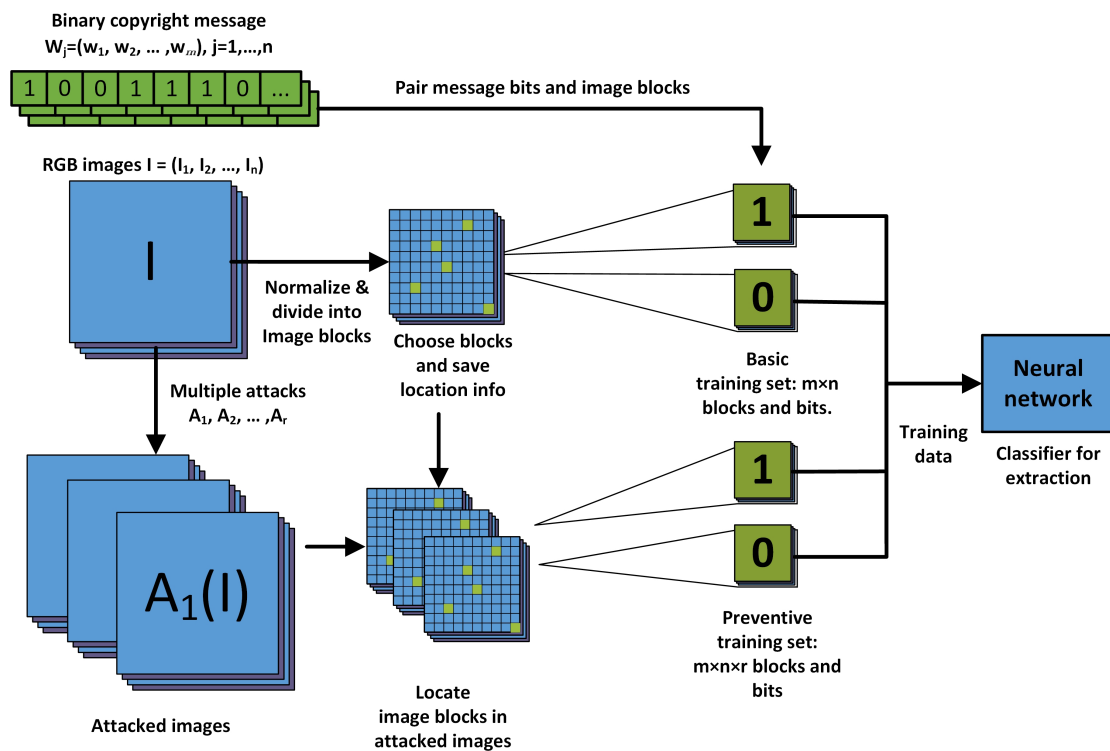 Binary copyright message
Wj=(w1, w2, … ,wm), j=1,…,n
1 0 0 1 1 1 0 ...
Pair message bits and image blocks
RGB images I = (I1, I2, …, In)
I
Normalize &
divide into
Image blocks
Choose blocks
and save
location info
1
0
Basic
training set: m×n
blocks and bits.
Neural
network
Classifier for
extraction
Training
data
Multiple attacks
A1, A2, … ,Ar
A1(I)
Attacked images
Locate
image blocks in
attacked images
1
0
Preventive
training set:
m×n×r blocks and
bits